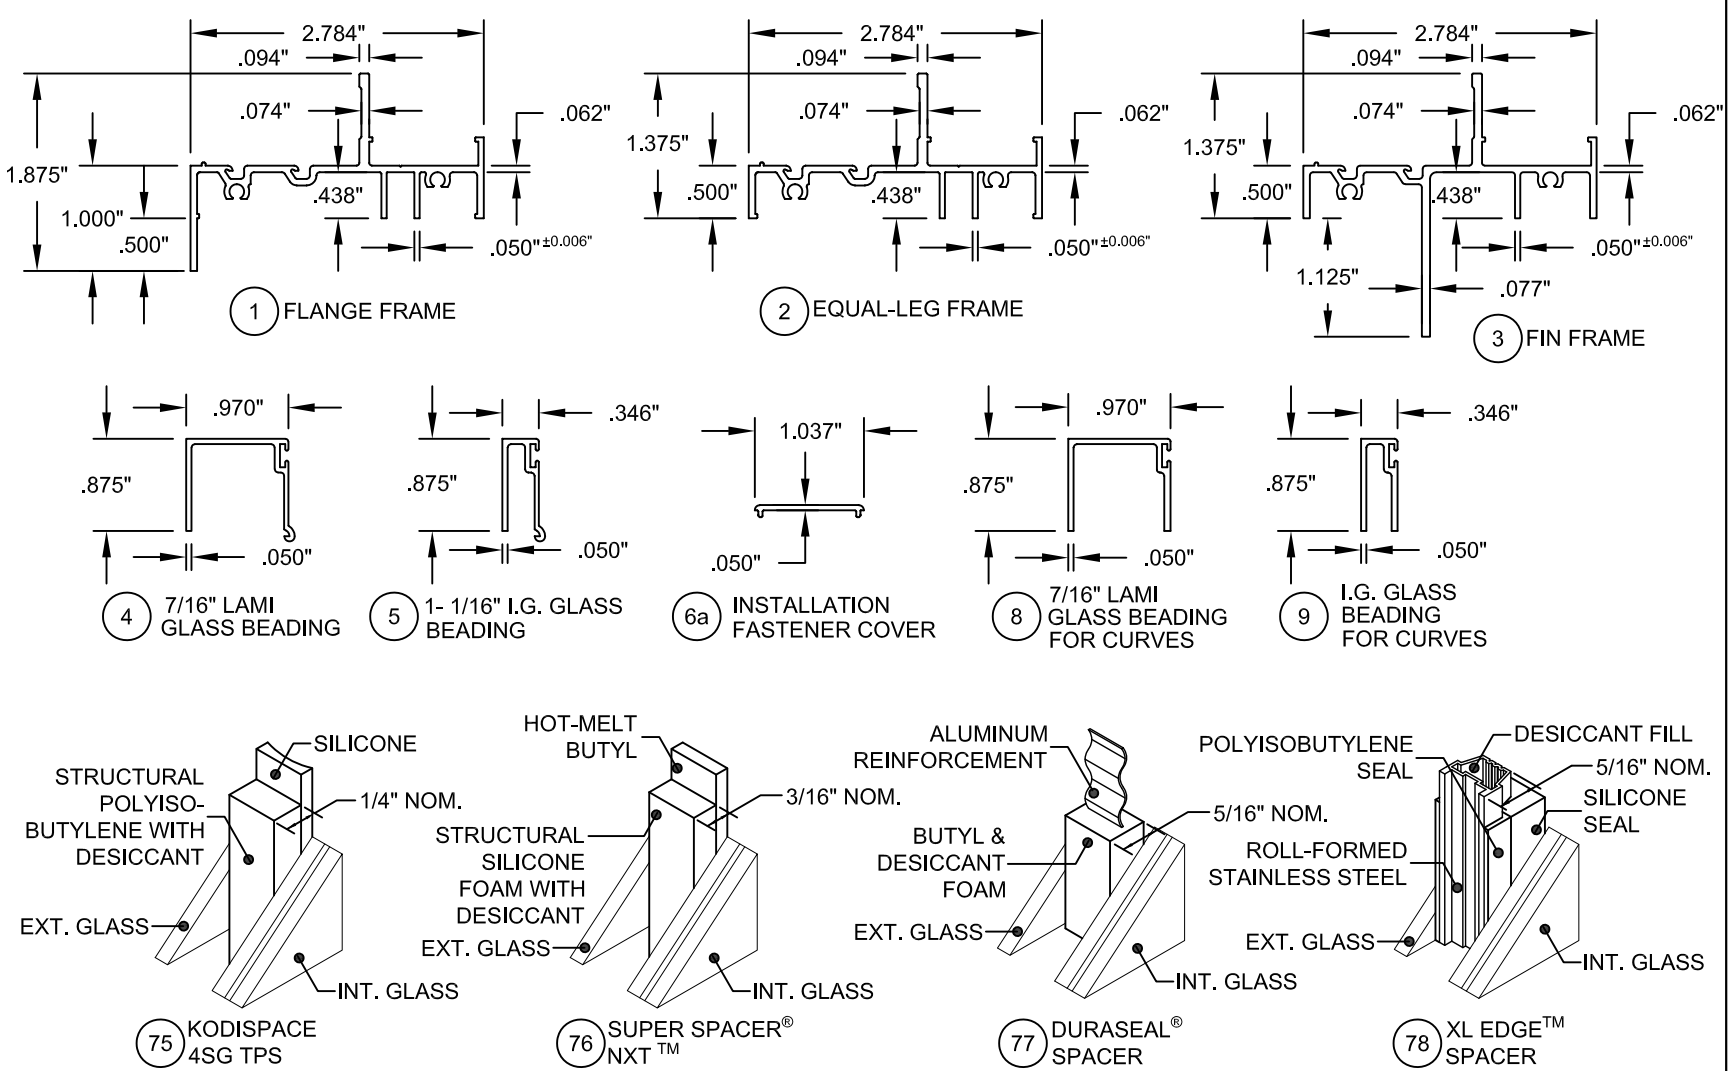 2.784"
.094"
.074"
.062"
1.875"
1.000"
.500"
.438"
.050"±0.006"
1 FLANGE FRAME
2.784"
.094"
.074"
.062"
1.375"
.500"
.438"
.050"±0.006"
2 EQUAL-LEG FRAME
2.784"
.094"
.074"
.062"
1.375"
.500"
.438"
.050"±0.006"
1.125"
.077"
3 FIN FRAME
.970"
.875"
.050"
4 7/16" LAMI
GLASS BEADING
.346"
.875"
.050"
5 1- 1/16" I.G. GLASS
BEADING
1.037"
.050"
6a INSTALLATION
FASTENER COVER
.970"
.875"
.050"
8 7/16" LAMI
GLASS BEADING
FOR CURVES
.346"
.875"
.050"
9 I.G. GLASS
BEADING
FOR CURVES
SILICONE
STRUCTURAL
POLYISO-
BUTYLENE WITH
DESICCANT
1/4" NOM.
EXT. GLASS
INT. GLASS
75 KODISPACE
4SG TPS
HOT-MELT
BUTYL
3/16" NOM.
STRUCTURAL
SILICONE
FOAM WITH
DESICCANT
EXT. GLASS
INT. GLASS
76 SUPER SPACER®
NXT™
ALUMINUM
REINFORCEMENT
5/16" NOM.
BUTYL &
DESICCANT
FOAM
EXT. GLASS
INT. GLASS
77 DURASEAL®
SPACER
POLYISOBUTYLENE
SEAL
DESICCANT FILL
5/16" NOM.
SILICONE
SEAL
ROLL-FORMED
STAINLESS STEEL
EXT. GLASS
INT. GLASS
78 XL EDGE™
SPACER